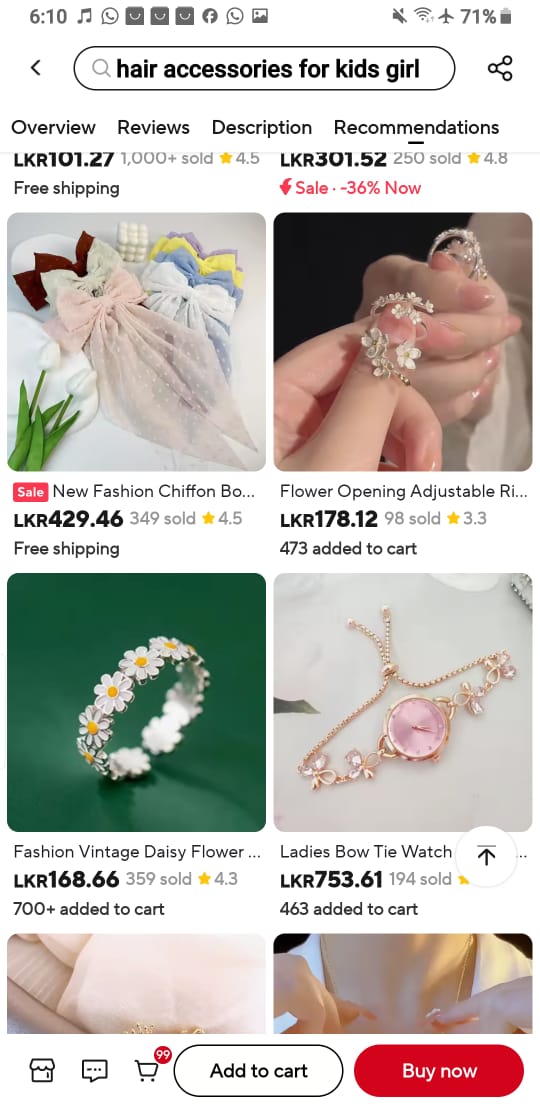 6:10 71%
hair accessories for kids girl
Overview Reviews Description Recommendations
LKR101.27 1,000+ sold 4.5
Free shipping
LKR301.52 250 sold 4.8
Sale · -36% Now
Sale New Fashion Chiffon Bo...
LKR429.46 349 sold 4.5
Free shipping
Flower Opening Adjustable Ri...
LKR178.12 98 sold 3.3
473 added to cart
Fashion Vintage Daisy Flower ...
LKR168.66 359 sold 4.3
700+ added to cart
Ladies Bow Tie Watch ...
LKR753.61 194 sold
463 added to cart
99
Add to cart
Buy now